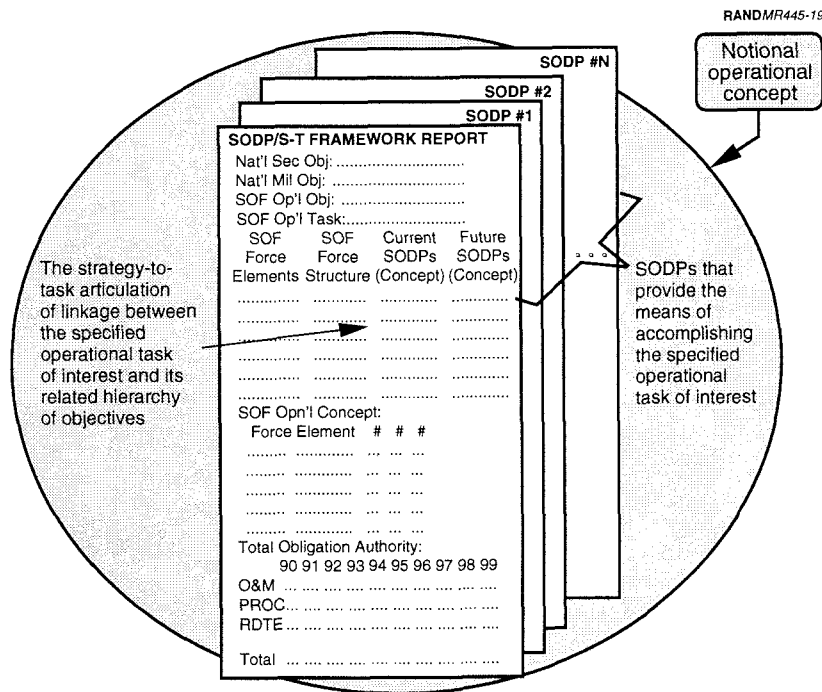 RANDMR445-19
Notional
operational
concept
SODP #N
SODP #2
SODP #1
SODP/S-T FRAMEWORK REPORT
Nat'l Sec Obj: ............................
Nat'l Mil Obj: .............................
SOF Op'l Obj: ............................
SOF Op'l Task:..........................
SOF SOF Current Future
Force Force SODPs SODPs
Elements Structure (Concept) (Concept)
............. ............. ............. .............
............. ............. ............. .............
............. ............. ............. .............
............. ............. ............. .............
............. ............. ............. .............
............. ............. ............. .............
SOF Opn'l Concept:
Force Element # # #
......... ............. ... ... ...
......... ............. ... ... ...
......... ............. ... ... ...
......... ............. ... ... ...
......... ............. ... ... ...
Total Obligation Authority:
90 91 92 93 94 95 96 97 98 99
O&M ... .... .... .... .... .... .... .... .... ....
PROC... .... .... .... .... .... .... .... .... ....
RDTE... .... .... .... .... .... .... .... .... ....
Total .... .... .... .... .... .... .... .... .... ....
The strategy-to-
task articulation
of linkage between
the specified
operational task
of interest and its
related hierarchy
of objectives
. . .
SODPs that
provide the
means of
accomplishing
the specified
operational
task of interest